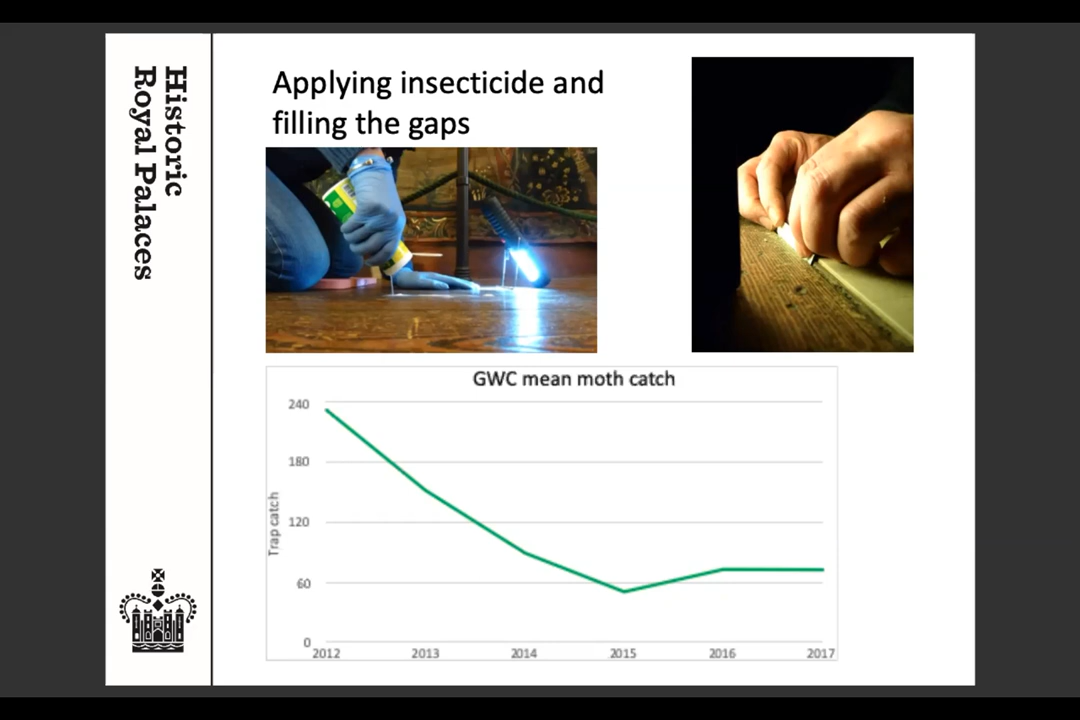 Historic
Royal Palaces
Applying insecticide and
filling the gaps
GWC mean moth catch
Trap catch
240
180
120
60
0
2012 2013 2014 2015 2016 2017